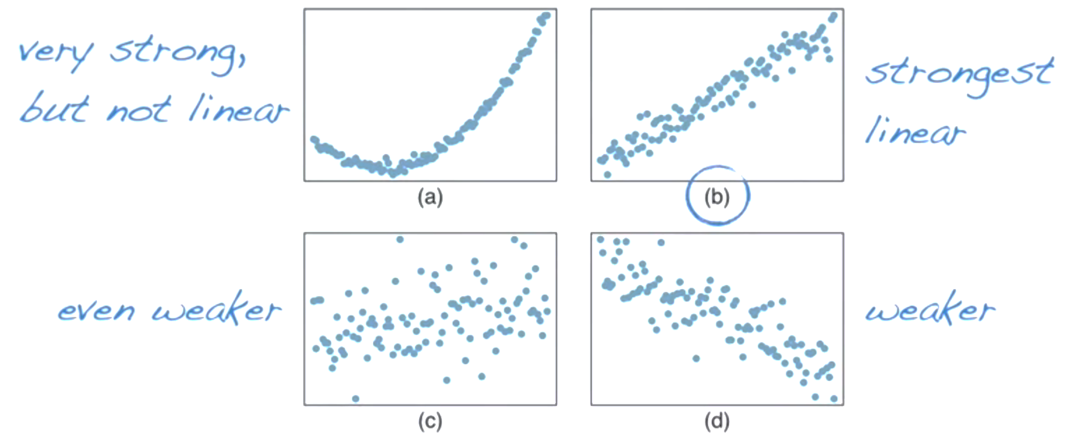 very strong,
but not linear
(a)
strongest
linear
(b)
even weaker
(c)
weaker
(d)